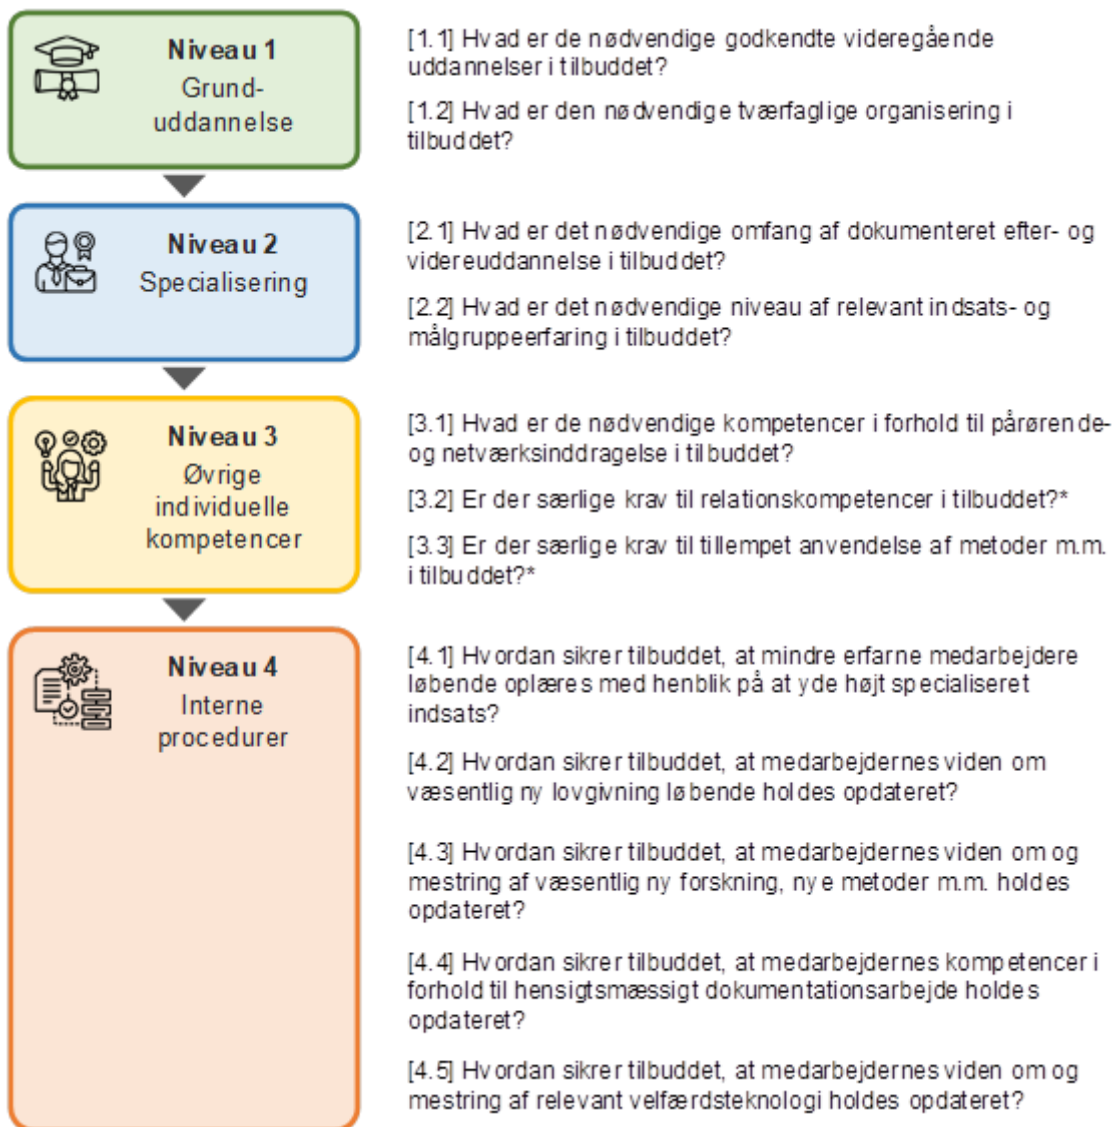 Niveau 1
Grund-
uddannelse
[1.1] Hvad er de nødvendige godkendte videregående
uddannelser i tilbuddet?
[1.2] Hvad er den nødvendige tværfaglige organisering i
tilbuddet?
Niveau 2
Specialisering
[2.1] Hvad er det nødvendige omfang af dokumenteret efter- og
videreuddannelse i tilbuddet?
[2.2] Hvad er det nødvendige niveau af relevant indsats- og
målgruppeerfaring i tilbuddet?
Niveau 3
Øvrige
individuelle
kompetencer
[3.1] Hvad er de nødvendige kompetencer i forhold til pårørende-
og netværksinddragelse i tilbuddet?
[3.2] Er der særlige krav til relationskompetencer i tilbuddet?*
[3.3] Er der særlige krav til tillempet anvendelse af metoder m.m.
i tilbuddet?*
Niveau 4
Interne
procedurer
[4.1] Hvordan sikrer tilbuddet, at mindre erfarne medarbejdere
løbende oplæres med henblik på at yde højt specialiseret
indsats?
[4.2] Hvordan sikrer tilbuddet, at medarbejdernes viden om
væsentlig ny lovgivning løbende holdes opdateret?
[4.3] Hvordan sikrer tilbuddet, at medarbejdernes viden om og
mestring af væsentlig ny forskning, nye metoder m.m. holdes
opdateret?
[4.4] Hvordan sikrer tilbuddet, at medarbejdernes kompetencer i
forhold til hensigtsmæssigt dokumentationsarbejde holdes
opdateret?
[4.5] Hvordan sikrer tilbuddet, at medarbejdernes viden om og
mestring af relevant velfærdsteknologi holdes opdateret?